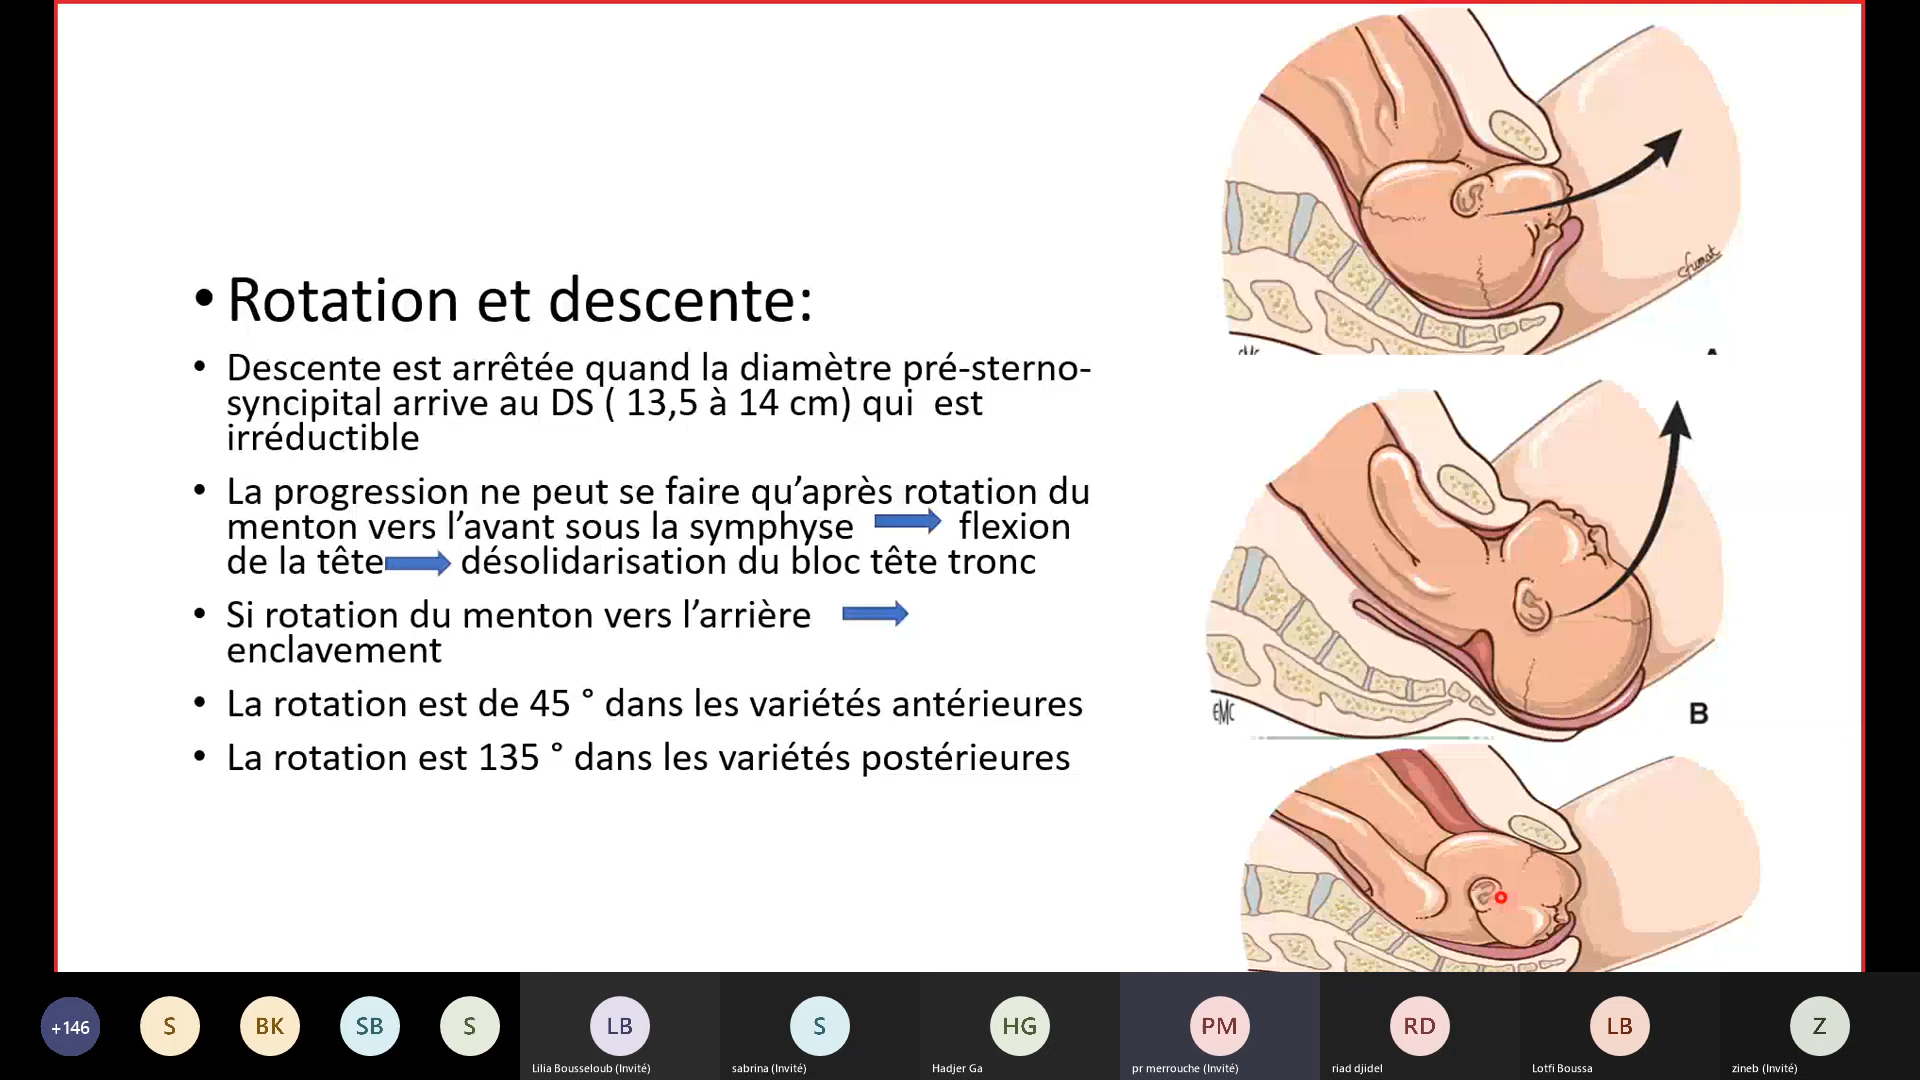 • Rotation et descente:
• Descente est arrêtée quand la diamètre pré-sterno-
syncipital arrive au DS ( 13,5 à 14 cm) qui est
irréductible
• La progression ne peut se faire qu’après rotation du
menton vers l’avant sous la symphyse flexion
de la tête désolidarisation du bloc tête tronc
• Si rotation du menton vers l’arrière
enclavement
• La rotation est de 45 ° dans les variétés antérieures
• La rotation est 135 ° dans les variétés postérieures
EMC
B
+146
S
BK
SB
S
LB
S
HG
PM
RD
LB
Z
Lilia Bousseloub (Invité)
sabrina (Invité)
Hadjer Ga
pr merrouche (Invité)
riad djidel
Lotfi Boussa
zineb (Invité)